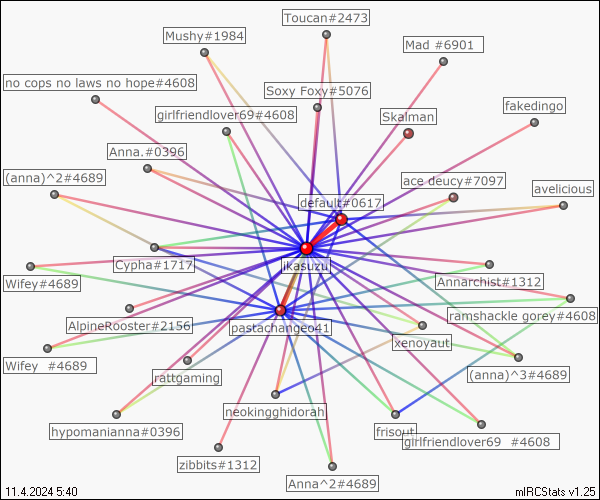 Toucan#2473
Mushy#1984
Mad #6901
no cops no laws no hope#4608
Soxy Foxy#5076
fakedingo
girlfriendlover69#4608
Skalman
Anna.#0396
(anna)^2#4689
ace deucy#7097
avelicious
default#0617
Cypha#1717
ikasuzu
Wifey#4689
Annarchist#1312
AlpineRooster#2156
pastachangeo41
ramshackle gorey#4608
xenoyaut
Wifey #4689
rattgaming
(anna)^3#4689
neokingghidorah
hypomanianna#0396
frisout
girlfriendlover69 #4608
zibbits#1312
Anna^2#4689
11.4.2024 5:40
mIRCStats v1.25